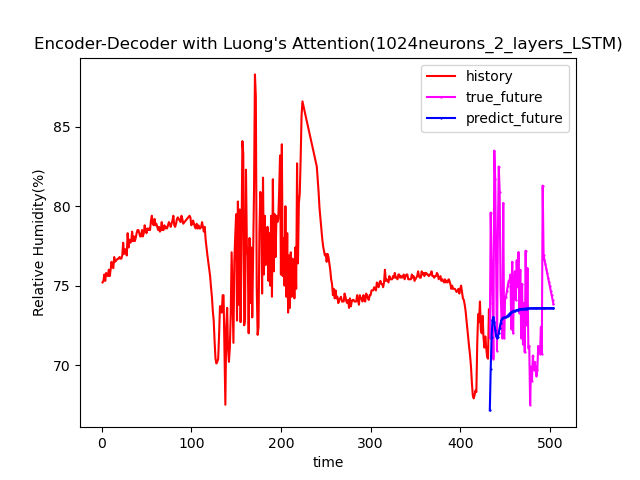 Encoder-Decoder with Luong's Attention(1024neurons_2_layers_LSTM)
history
true_future
predict_future
Relative Humidity(%)
85
80
75
70
0 100 200 300 400 500
time